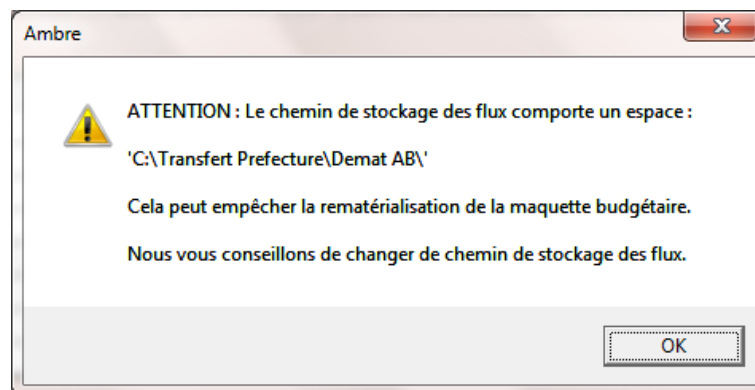 Ambre
ATTENTION : Le chemin de stockage des flux comporte un espace :
'C:\Transfert Prefecture\Demat AB\'
Cela peut empêcher la rematérialisation de la maquette budgétaire.
Nous vous conseillons de changer de chemin de stockage des flux.
OK